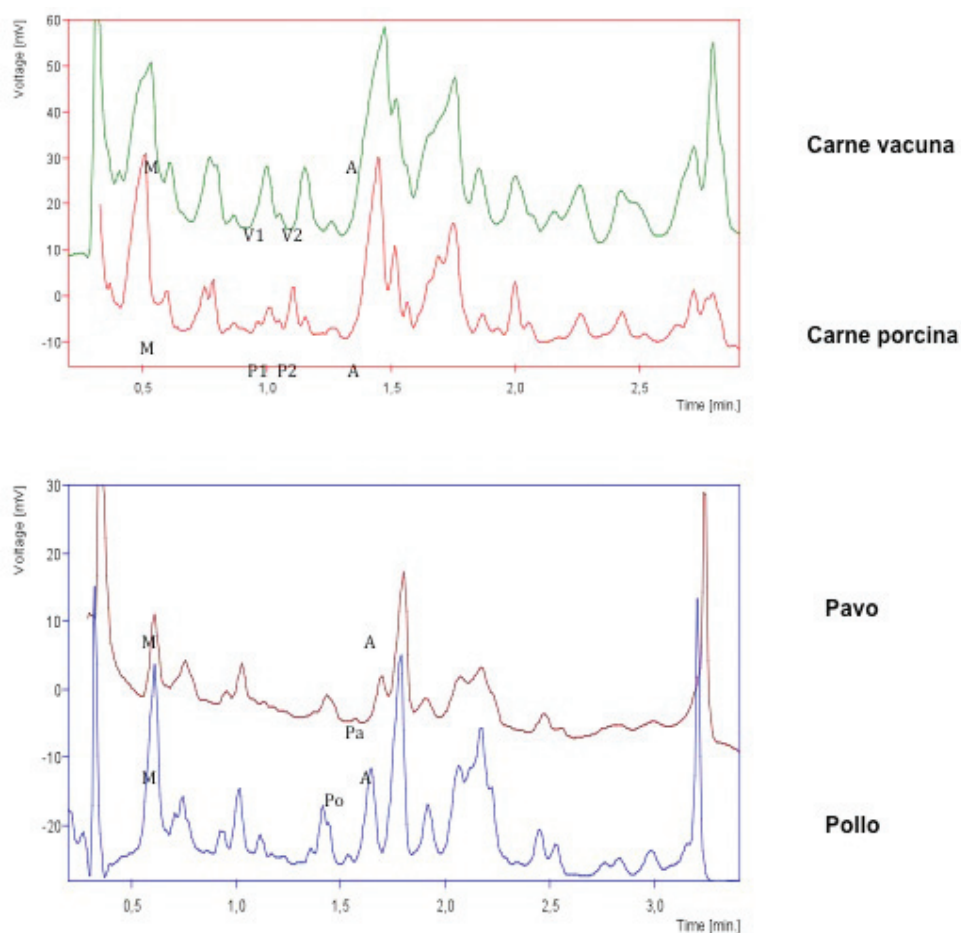 Voltage [mV]
60
50
40
30
20
10
0
-10
M
A
V1
V2
M
P1
P2
A
0,5
1,0
1,5
2,0
2,5
Time [min.]
Carne vacuna
Carne porcina
Voltage [mV]
30
20
10
0
-10
-20
M
A
Pa
M
Po
A
0,5
1,0
1,5
2,0
2,5
3,0
Time [min.]
Pavo
Pollo